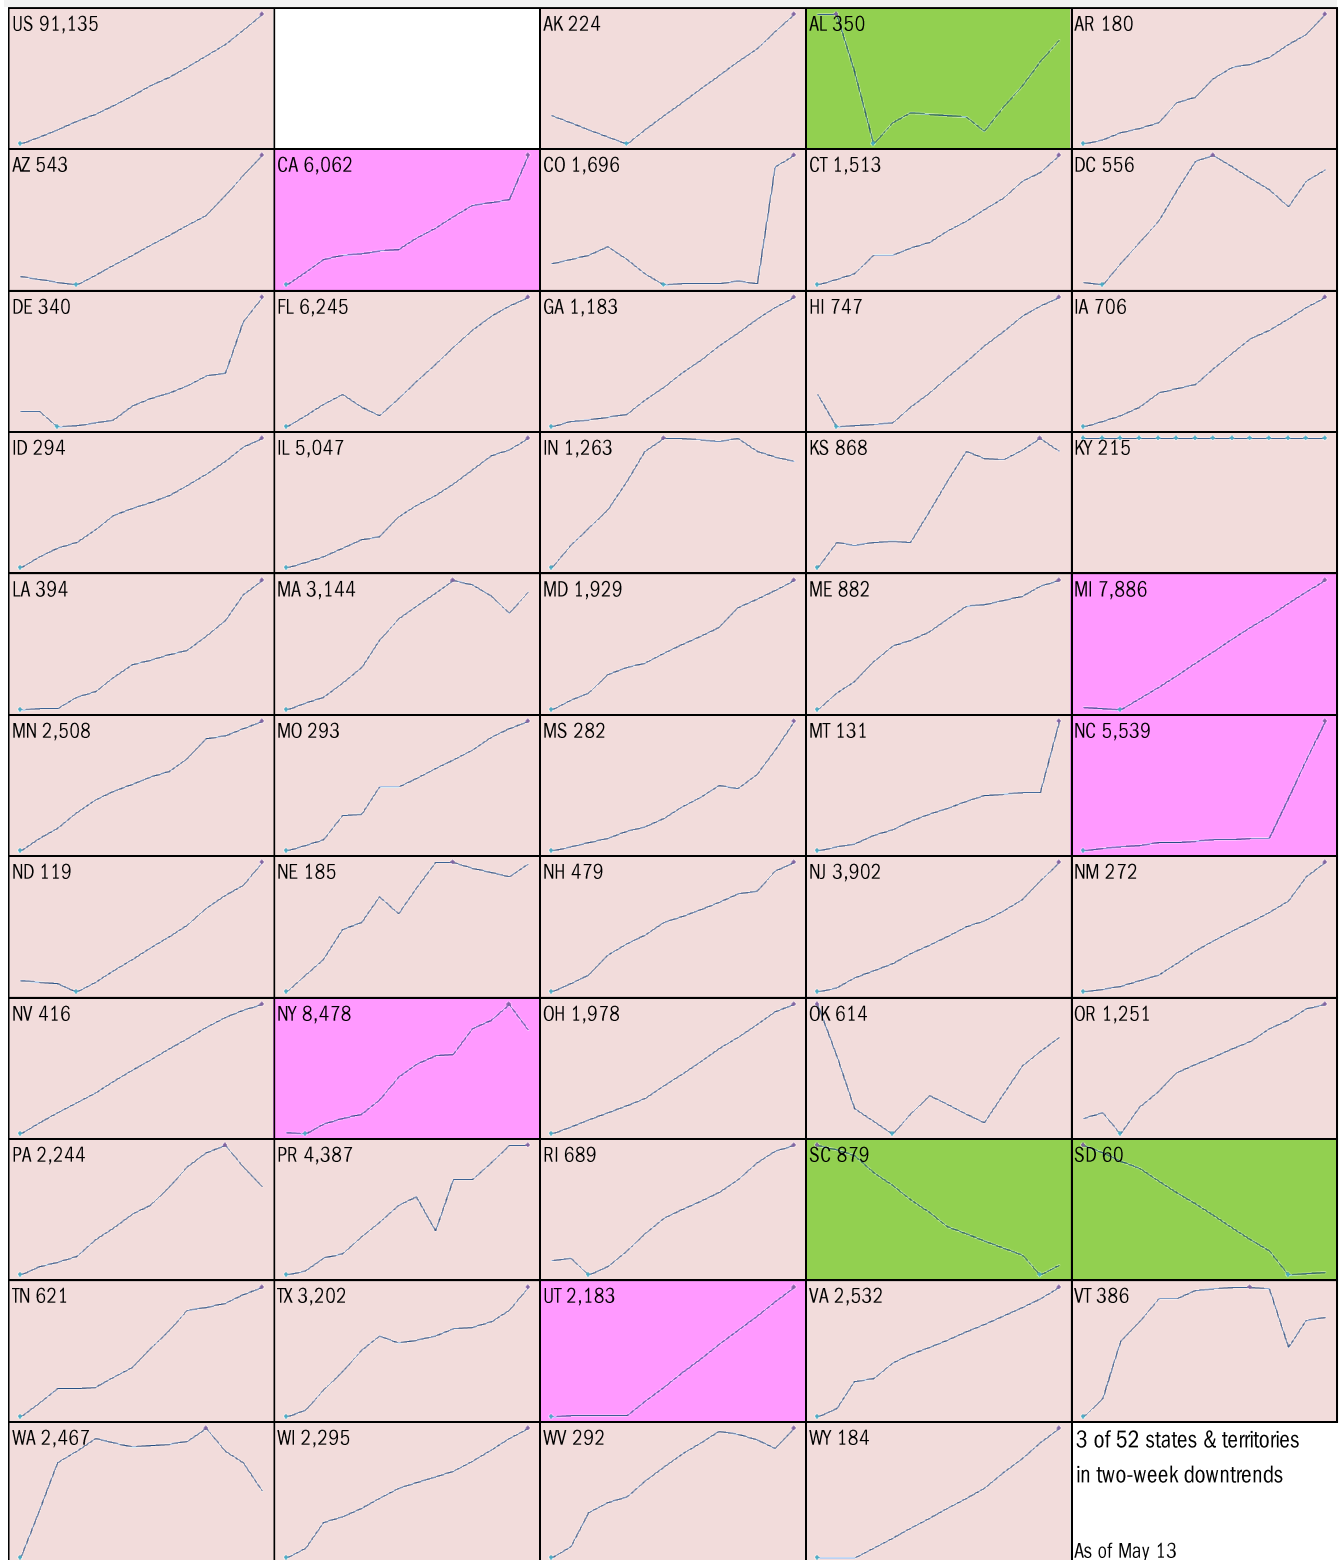 US 91,135
AK 224
AL 350
AR 180
AZ 543
CA 6,062
CO 1,696
CT 1,513
DC 556
DE 340
FL 6,245
GA 1,183
HI 747
IA 706
ID 294
IL 5,047
IN 1,263
KS 868
KY 215
LA 394
MA 3,144
MD 1,929
ME 882
MI 7,886
MN 2,508
MO 293
MS 282
MT 131
NC 5,539
ND 119
NE 185
NH 479
NJ 3,902
NM 272
NV 416
NY 8,478
OH 1,978
OK 614
OR 1,251
PA 2,244
PR 4,387
RI 689
SC 879
SD 60
TN 621
TX 3,202
UT 2,183
VA 2,532
VT 386
WA 2,467
WI 2,295
WV 292
WY 184
3 of 52 states & territories
in two-week downtrends
As of May 13